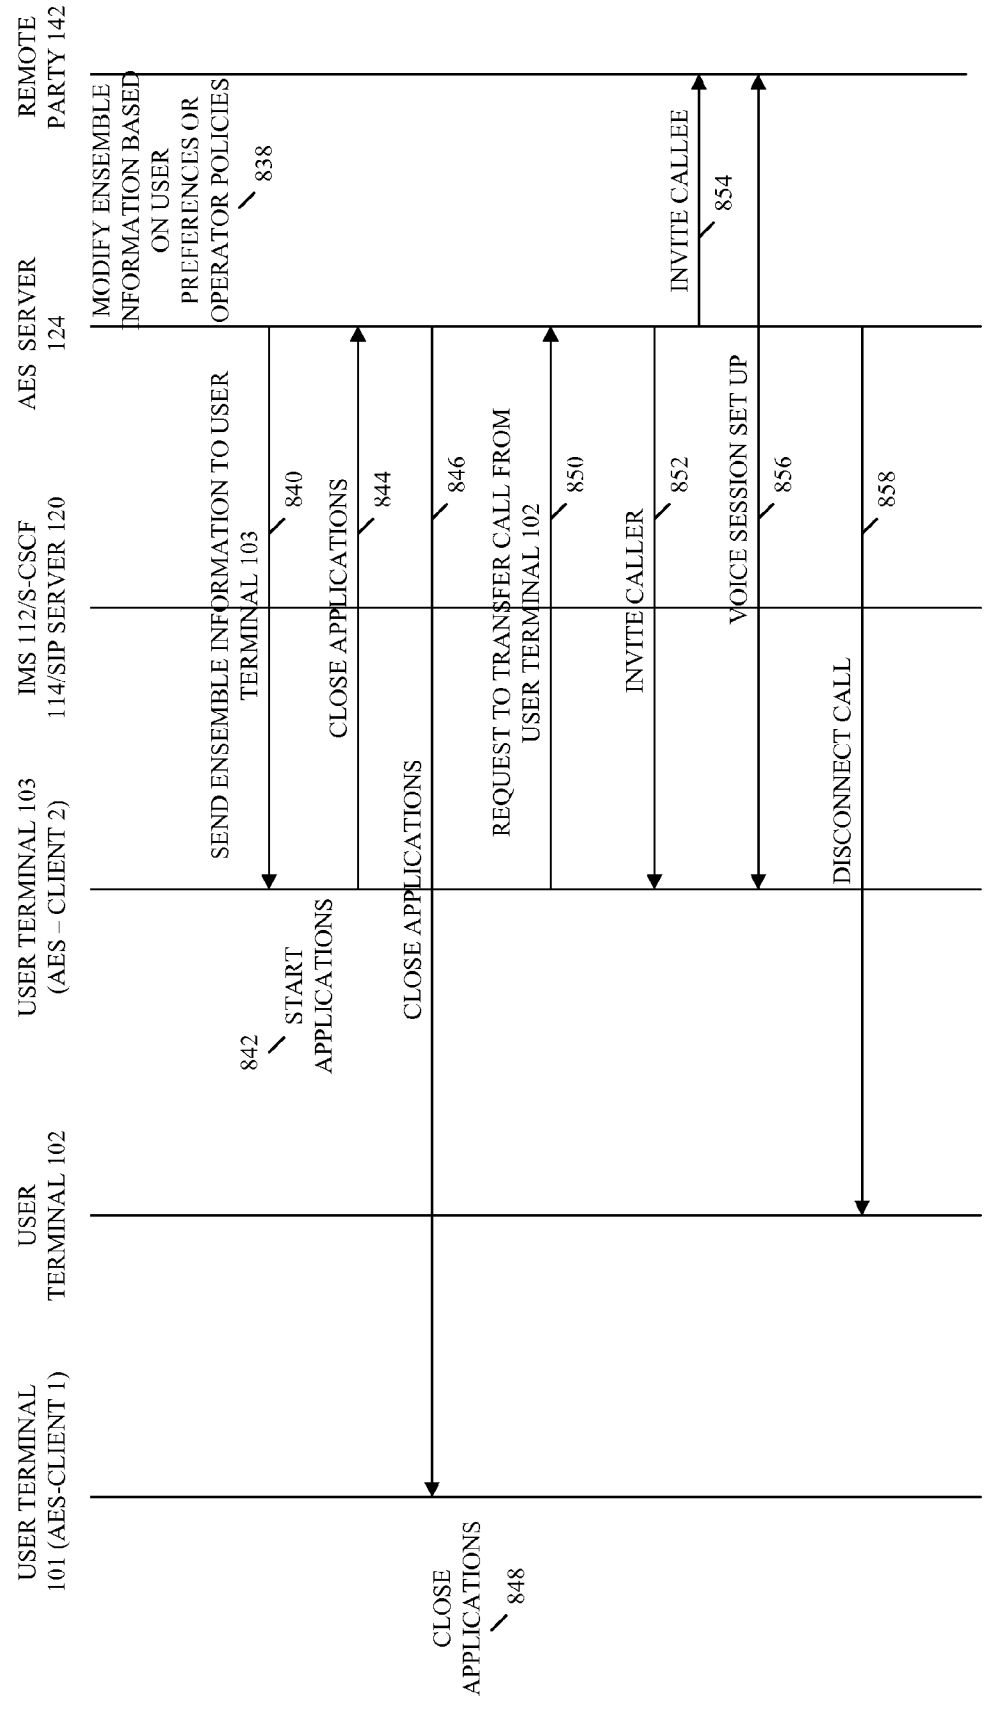 USER TERMINAL
101 (AES-CLIENT 1)
USER
TERMINAL 102
USER TERMINAL 103
(AES – CLIENT 2)
IMS 112/S-CSCF
114/SIP SERVER 120
AES SERVER
124
REMOTE
PARTY 142
MODIFY ENSEMBLE
INFORMATION BASED
ON USER
PREFERENCES OR
OPERATOR POLICIES
838
SEND ENSEMBLE INFORMATION TO USER
TERMINAL 103
840
842
START
APPLICATIONS
CLOSE APPLICATIONS
844
CLOSE APPLICATIONS
846
CLOSE
APPLICATIONS
848
REQUEST TO TRANSFER CALL FROM
USER TERMINAL 102
850
INVITE CALLER
852
INVITE CALLEE
854
VOICE SESSION SET UP
856
DISCONNECT CALL
858